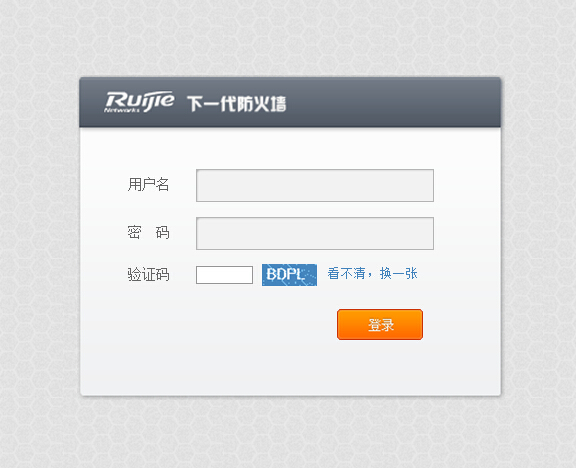 Ruijie Networks 下一代防火墙
用户名
密 码
验证码 BDPL 看不清，换一张
登录